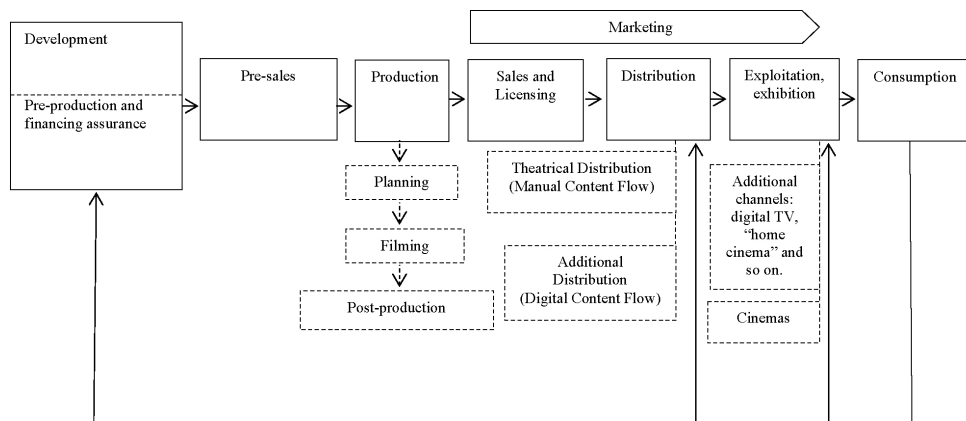 Marketing
Development
Pre-production and
financing assurance
Pre-sales
Production
Sales and
Licensing
Distribution
Exploitation,
exhibition
Consumption
Planning
Filming
Post-production
Theatrical Distribution
(Manual Content Flow)
Additional
Distribution
(Digital Content Flow)
Additional
channels:
digital TV,
“home
cinema” and
so on.
Cinemas